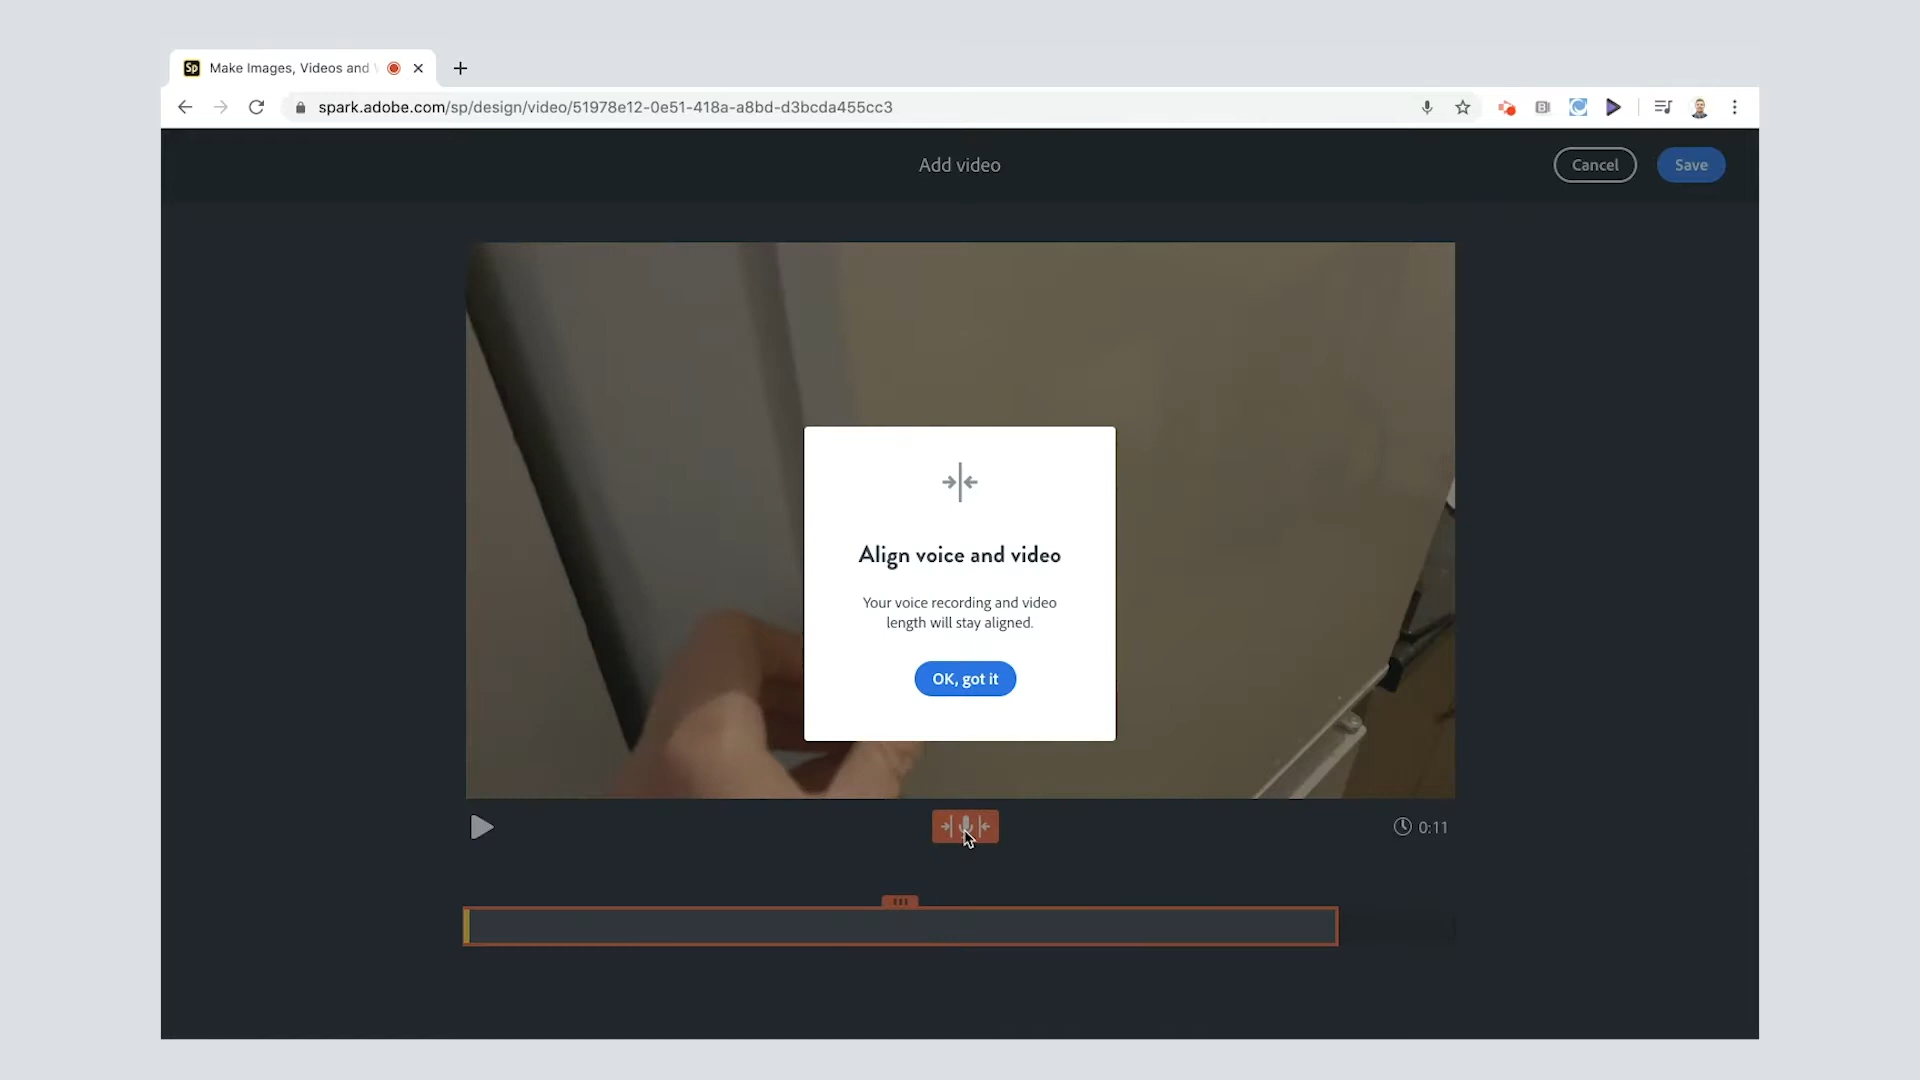 Sp Make Images, Videos and
spark.adobe.com/sp/design/video/51978e12-0e51-418a-a8bd-d3bcda455cc3
Add video
Cancel
Save
Align voice and video
Your voice recording and video
length will stay aligned.
OK, got it
0:11